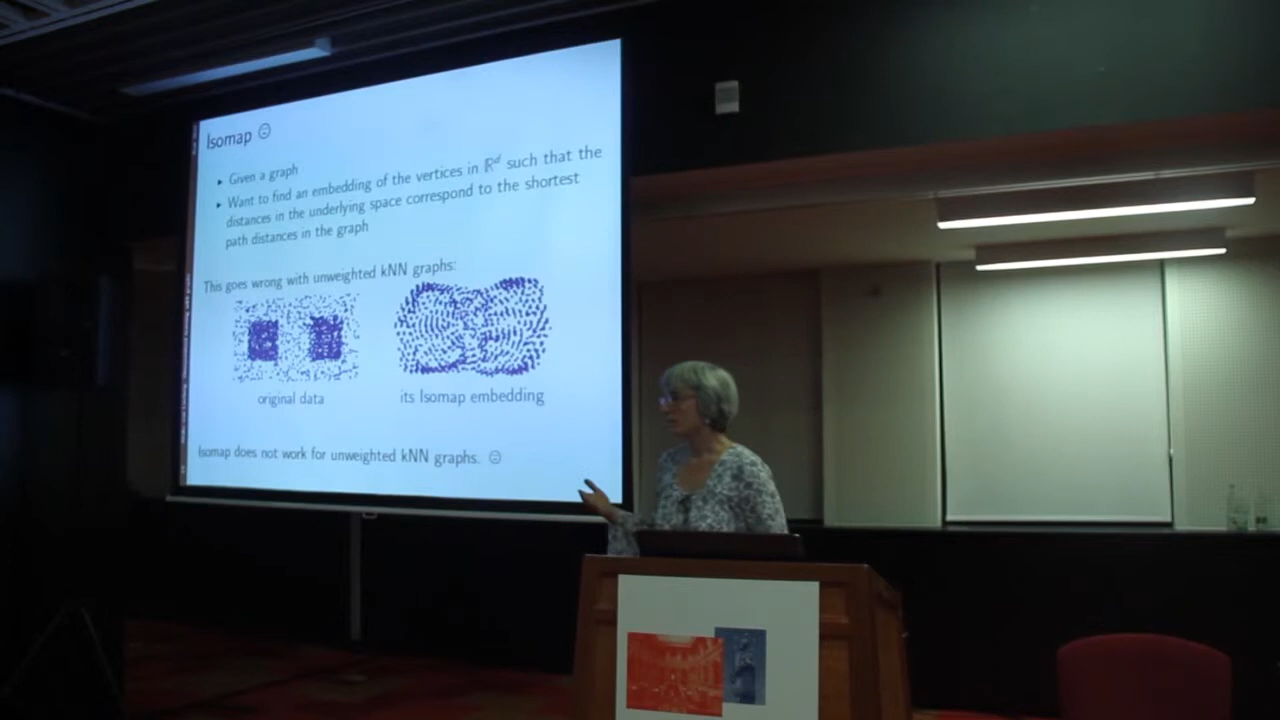 Isomap ☹
▸ Given a graph
▸ Want to find an embedding of the vertices in ℝᵈ such that the
distances in the underlying space correspond to the shortest
path distances in the graph
This goes wrong with unweighted kNN graphs:
original data
its Isomap embedding
Isomap does not work for unweighted kNN graphs. ☹